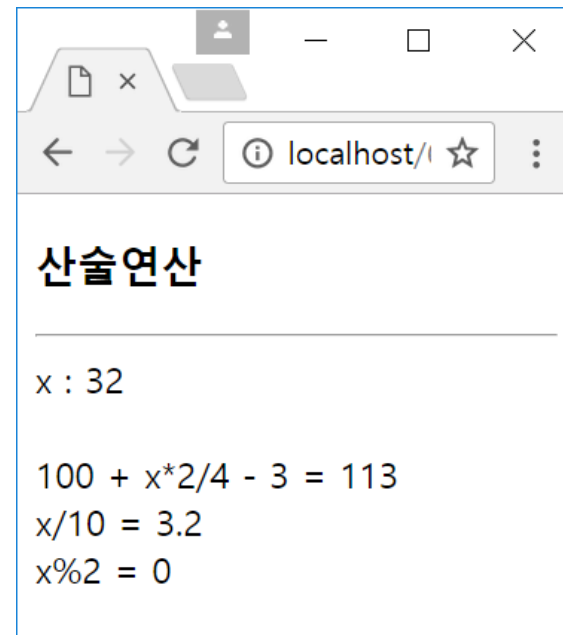 localhost/
산술연산
x : 32
100 + x*2/4 - 3 = 113
x/10 = 3.2
x%2 = 0